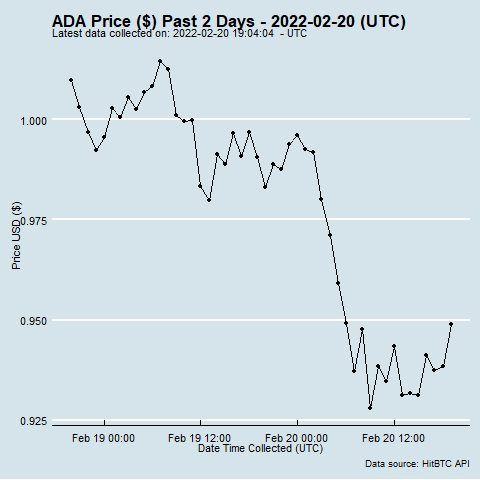 ADA Price ($) Past 2 Days - 2022-02-20 (UTC)
Latest data collected on: 2022-02-20 19:04:04 - UTC
1.000
0.975
0.950
0.925
Price USD ($)
Feb 19 00:00
Feb 19 12:00
Feb 20 00:00
Feb 20 12:00
Date Time Collected (UTC)
Data source: HitBTC API